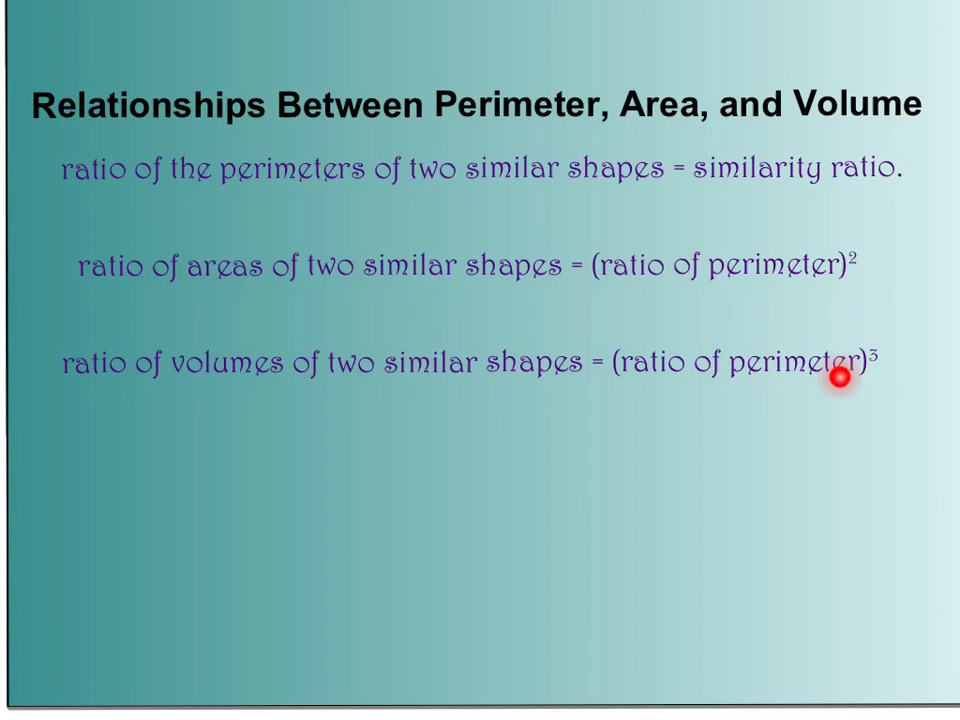 Relationships Between Perimeter, Area, and Volume
ratio of the perimeters of two similar shapes = similarity ratio.
ratio of areas of two similar shapes = (ratio of perimeter)²
ratio of volumes of two similar shapes = (ratio of perimeter)³